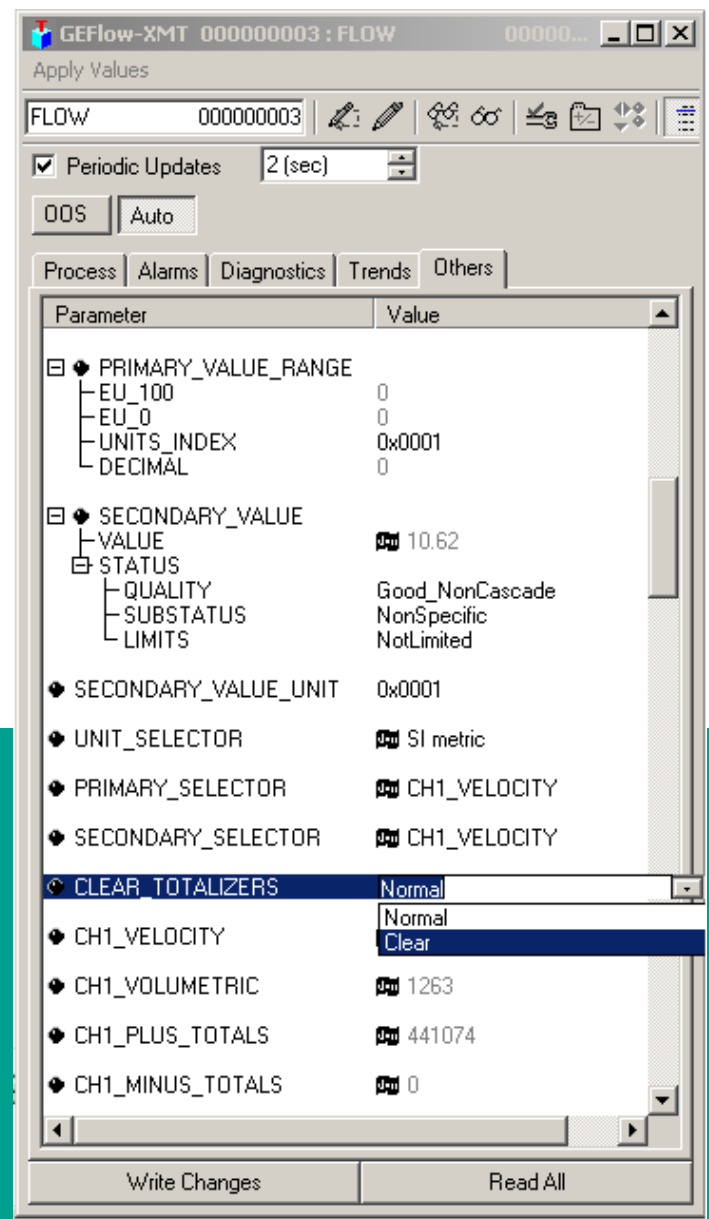 GEFlow-XMT 000000003 : FLOW 00000...
Apply Values
FLOW 000000003
Periodic Updates 2 (sec)
OOS Auto
Process Alarms Diagnostics Trends Others
Parameter Value
PRIMARY_VALUE_RANGE
EU_100 0
EU_0 0
UNITS_INDEX 0x0001
DECIMAL 0
SECONDARY_VALUE
VALUE 10.62
STATUS
QUALITY Good_NonCascade
SUBSTATUS NonSpecific
LIMITS NotLimited
SECONDARY_VALUE_UNIT 0x0001
UNIT_SELECTOR SI metric
PRIMARY_SELECTOR CH1_VELOCITY
SECONDARY_SELECTOR CH1_VELOCITY
CLEAR_TOTALIZERS Normal
Normal
CH1_VELOCITY Clear
CH1_VOLUMETRIC 1263
CH1_PLUS_TOTALS 441074
CH1_MINUS_TOTALS 0
Write Changes Read All